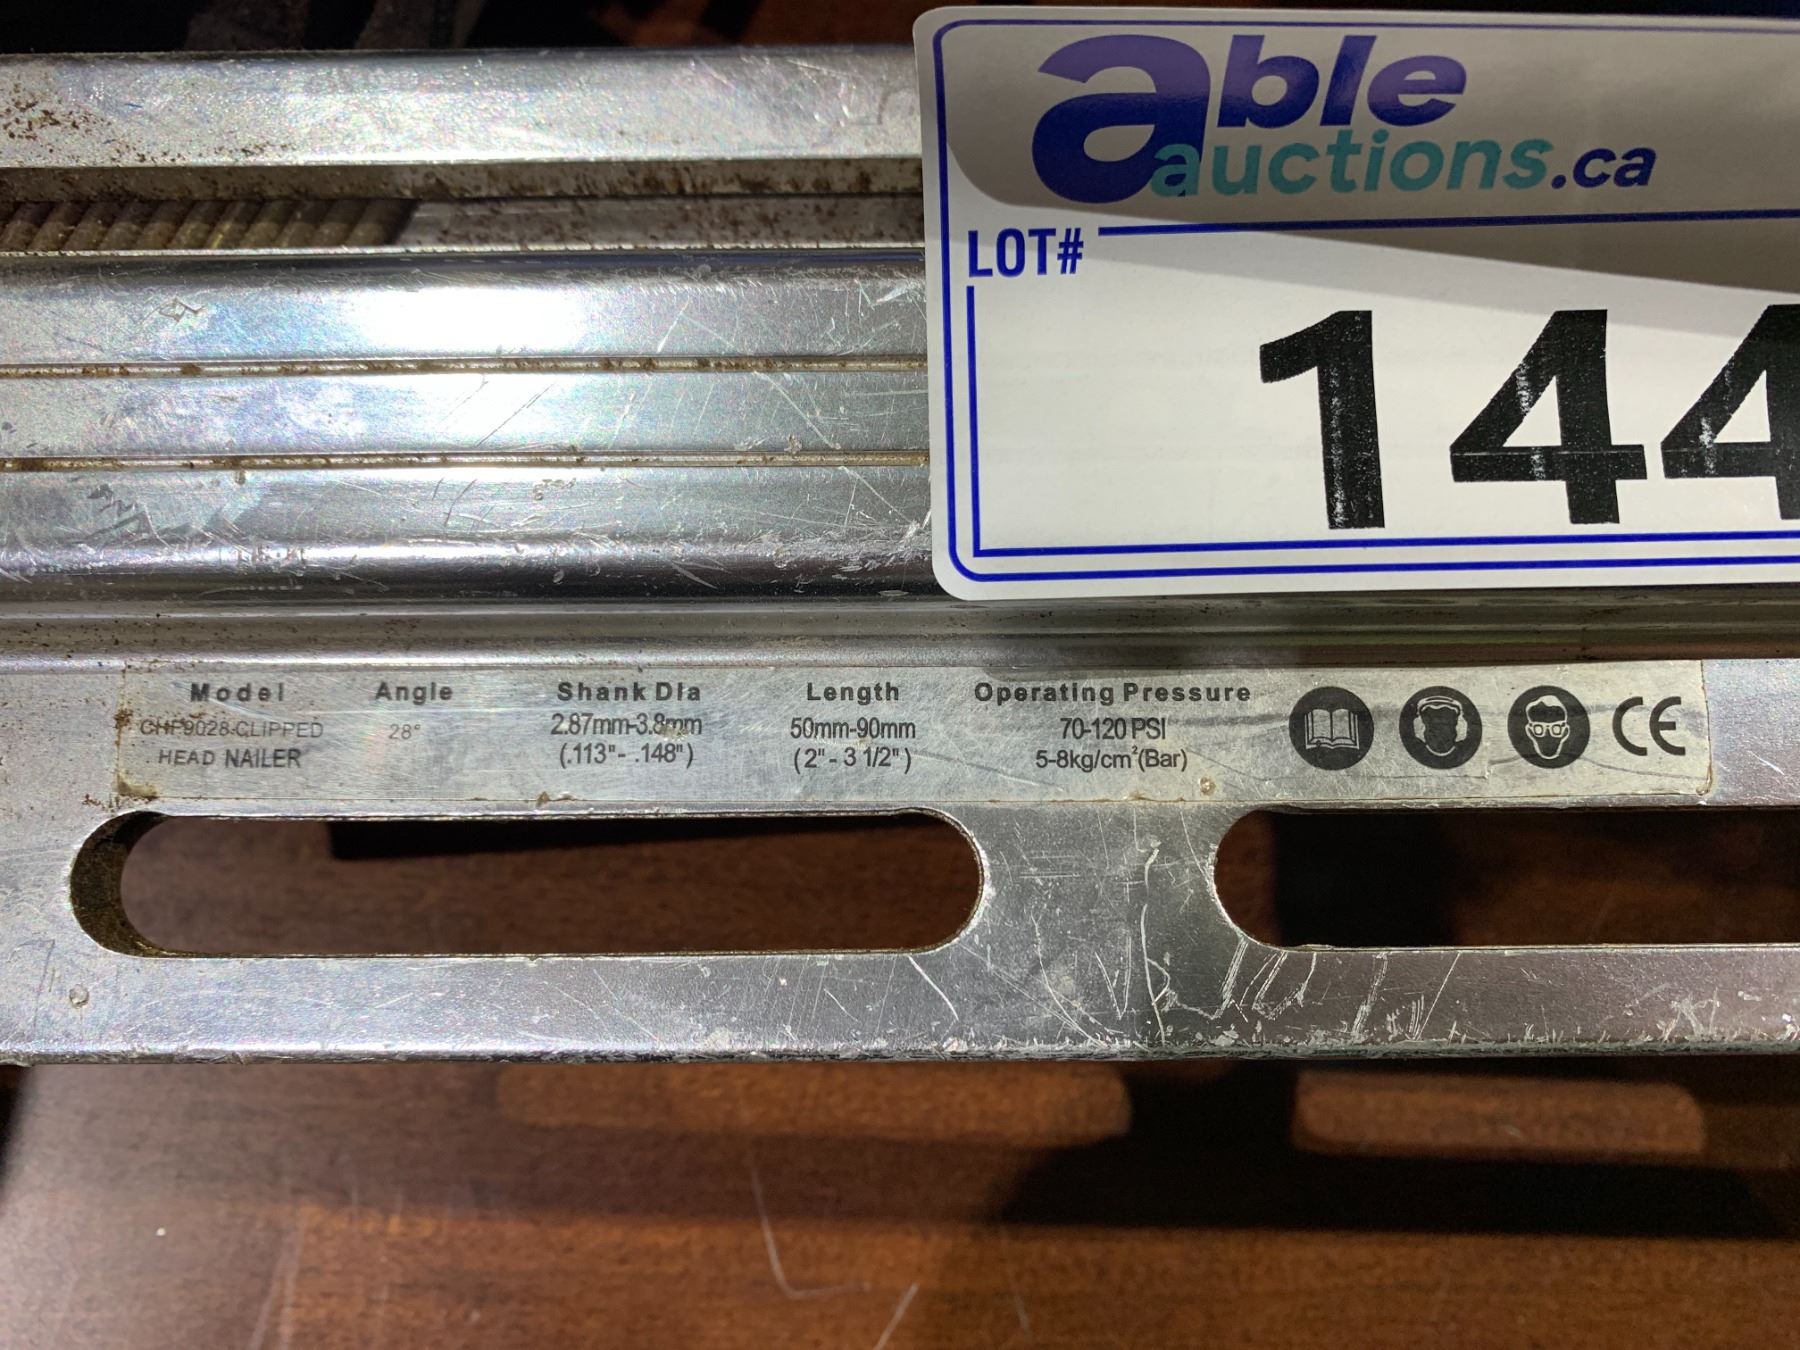 able
auctions.ca
LOT#
144
Model Angle Shank Dia Length Operating Pressure
CHF9028-CLIPPED 28° 2.87mm-3.8mm 50mm-90mm 70-120 PSI
HEAD NAILER (.113"- .148") (2" - 3 1/2") 5-8kg/cm²(Bar)
CE